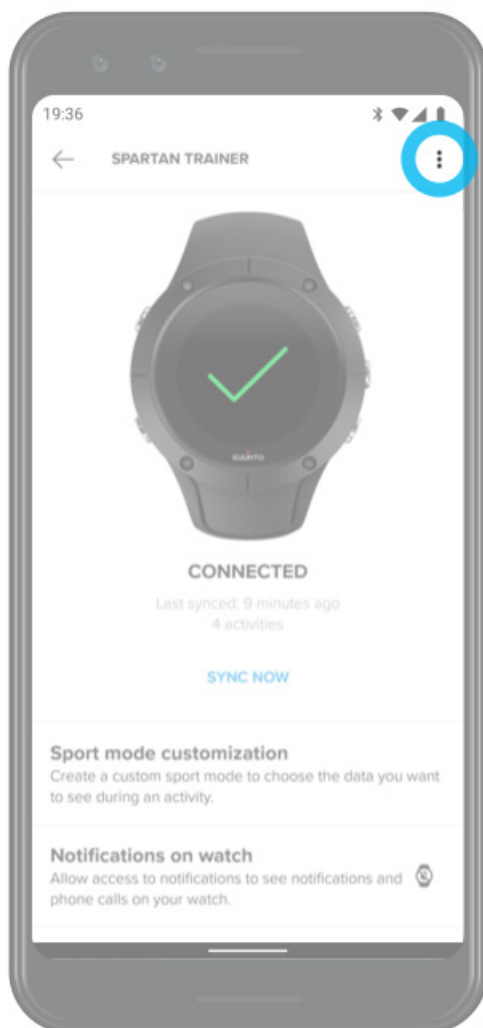 19:36
SPARTAN TRAINER
SUUNTO
CONNECTED
Last synced: 9 minutes ago
4 activities
SYNC NOW
Sport mode customization
Create a custom sport mode to choose the data you want
to see during an activity.
Notifications on watch
Allow access to notifications to see notifications and
phone calls on your watch.